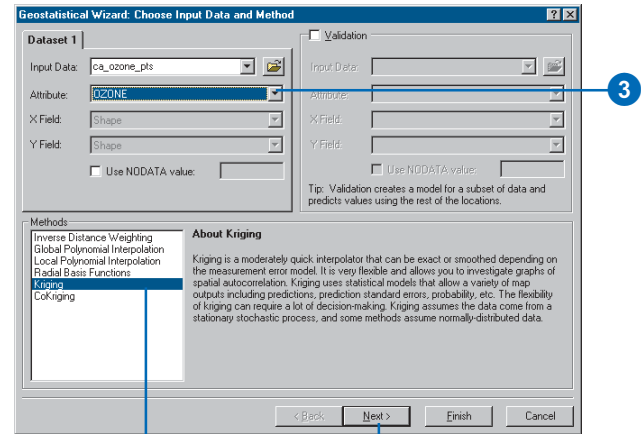 Geostatistical Wizard: Choose Input Data and Method
Dataset 1
Input Data: ca_ozone_pts
Attribute: OZONE
X Field: Shape
Y Field: Shape
Use NODATA value:
Validation
Input Data:
Attribute:
X Field:
Y Field:
Use NODATA value:
Tip: Validation creates a model for a subset of data and
predicts values using the rest of the locations.
3
Methods
Inverse Distance Weighting
Global Polynomial Interpolation
Local Polynomial Interpolation
Radial Basis Functions
Kriging
CoKriging
About Kriging
Kriging is a moderately quick interpolator that can be exact or smoothed depending on
the measurement error model. It is very flexible and allows you to investigate graphs of
spatial autocorrelation. Kriging uses statistical models that allow a variety of map
outputs including predictions, prediction standard errors, probability, etc. The flexibility
of kriging can require a lot of decision-making. Kriging assumes the data come from a
stationary stochastic process, and some methods assume normally-distributed data.
< Back
Next >
Finish
Cancel